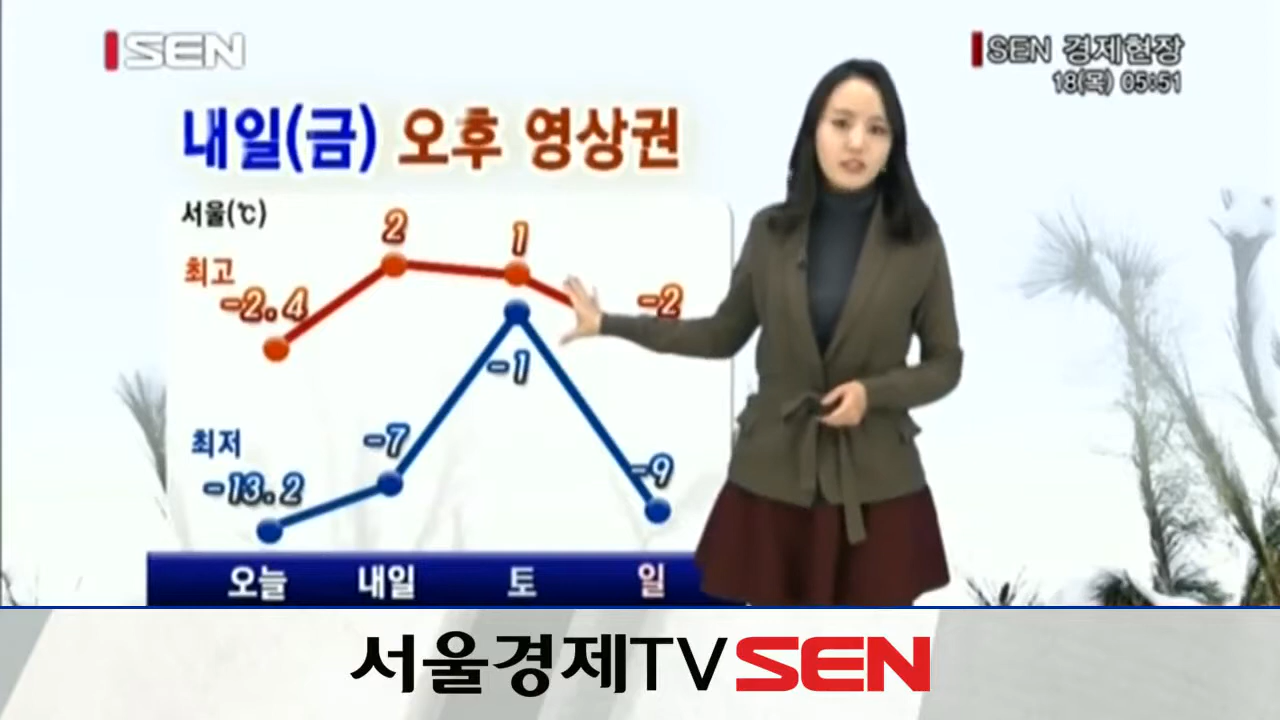 SEN
SEN 경제현장
18(목) 05:51
내일(금) 오후 영상권
서울(℃)
최고
-2.4 2 1 -2
최저
-13.2 -7 -1 -9
오늘 내일 토 일
서울경제TV SEN